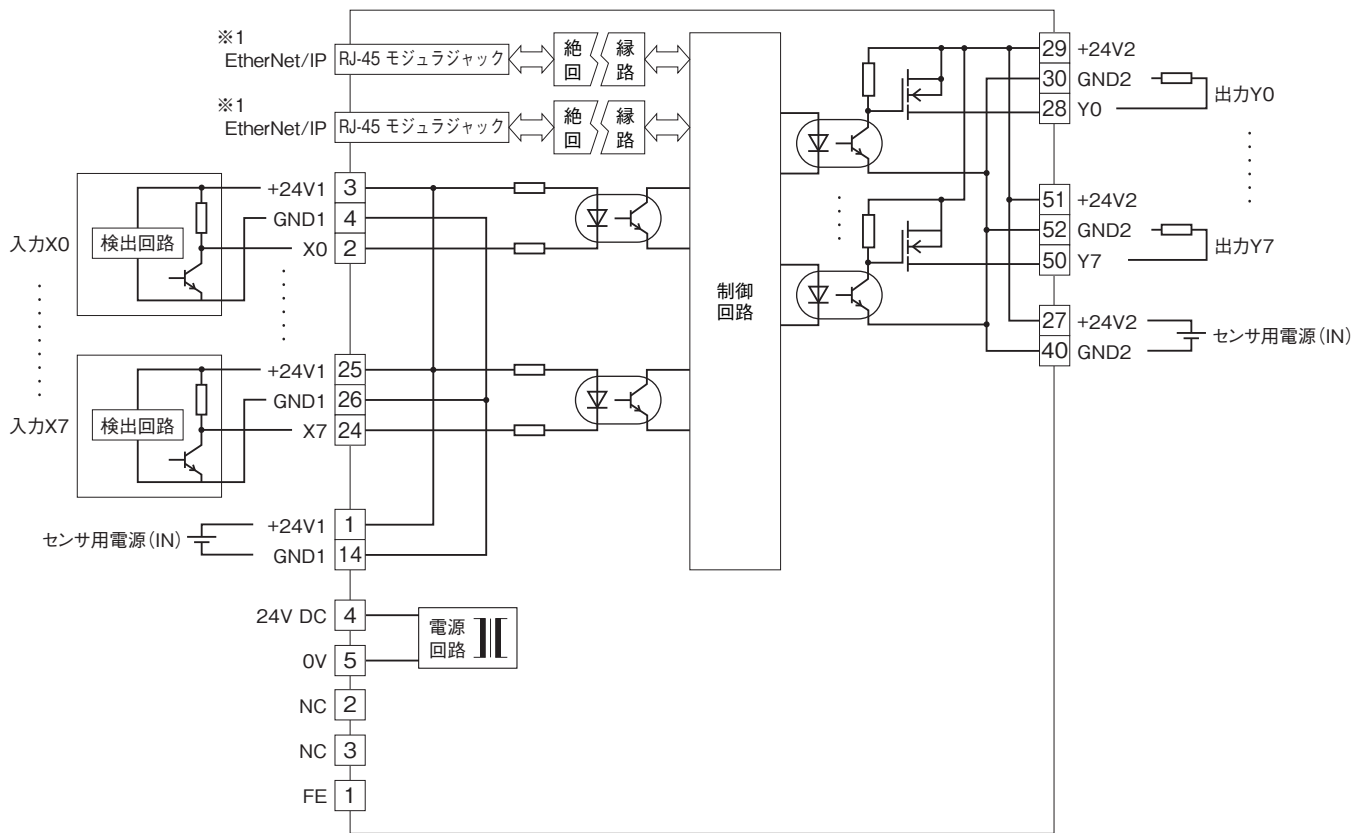 ※1
EtherNet/IP
RJ-45 モジュラジャック
絶縁
回路
※1
EtherNet/IP
RJ-45 モジュラジャック
絶縁
回路
入力X0
検出回路
+24V1 3
GND1 4
X0 2
入力X7
検出回路
+24V1 25
GND1 26
X7 24
センサ用電源(IN)
+24V1 1
GND1 14
24V DC 4
0V 5
電源
回路
NC 2
NC 3
FE 1
制御
回路
29 +24V2
30 GND2
28 Y0
出力Y0
51 +24V2
52 GND2
50 Y7
出力Y7
27 +24V2
40 GND2
センサ用電源(IN)